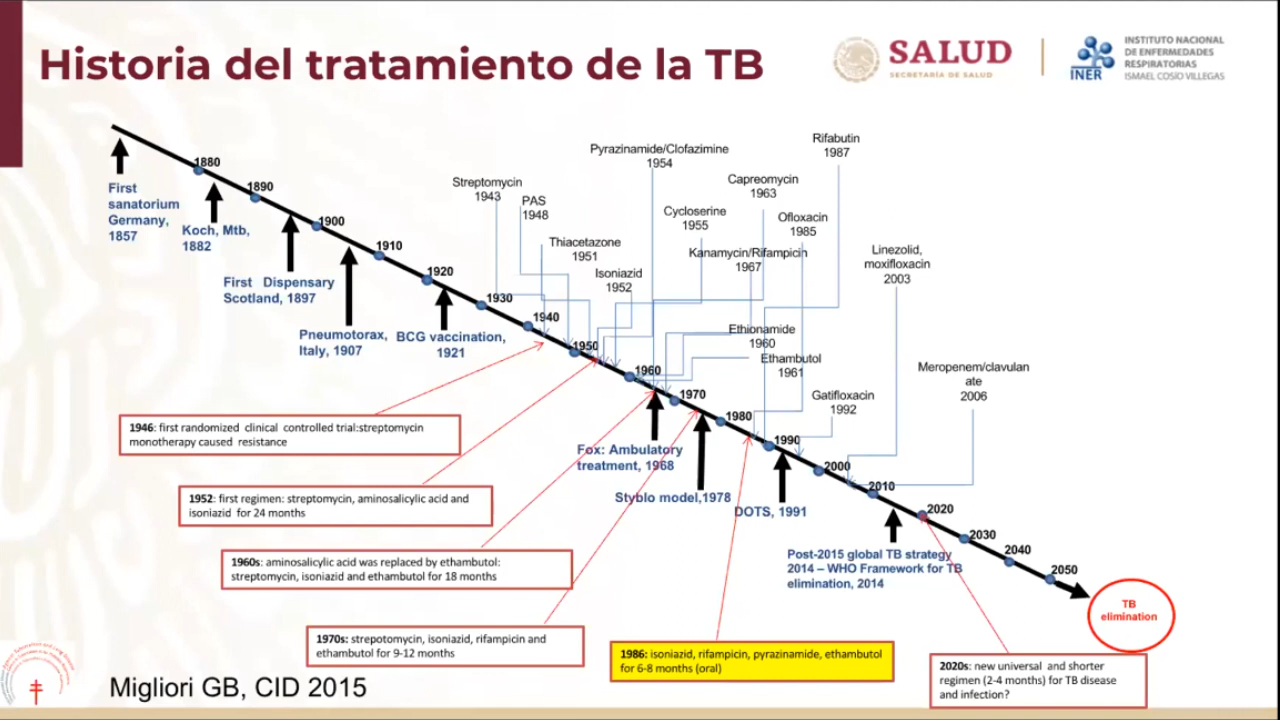 Historia del tratamiento de la TB
SALUD
SECRETARÍA DE SALUD
INER
INSTITUTO NACIONAL
DE ENFERMEDADES
RESPIRATORIAS
ISMAEL COSÍO VILLEGAS
1880
1890
1900
1910
1920
1930
1940
1950
1960
1970
1980
1990
2000
2010
2020
2030
2040
2050
First
sanatorium
Germany,
1857
Koch, Mtb,
1882
First Dispensary
Scotland, 1897
Pneumotorax,
Italy, 1907
BCG vaccination,
1921
Streptomycin
1943
PAS
1948
Thiacetazone
1951
Isoniazid
1952
Pyrazinamide/Clofazimine
1954
Cycloserine
1955
Capreomycin
1963
Kanamycin/Rifampicin
1967
Ofloxacin
1985
Rifabutin
1987
Ethionamide
1960
Ethambutol
1961
Gatifloxacin
1992
Linezolid,
moxifloxacin
2003
Meropenem/clavulan
ate
2006
Fox: Ambulatory
treatment, 1968
Styblo model,1978
DOTS, 1991
Post-2015 global TB strategy
2014 – WHO Framework for TB
elimination, 2014
TB
elimination
1946: first randomized clinical controlled trial:streptomycin
monotherapy caused resistance
1952: first regimen: streptomycin, aminosalicylic acid and
isoniazid for 24 months
1960s: aminosalicylic acid was replaced by ethambutol:
streptomycin, isoniazid and ethambutol for 18 months
1970s: strepotomycin, isoniazid, rifampicin and
ethambutol for 9-12 months
1986: isoniazid, rifampicin, pyrazinamide, ethambutol
for 6-8 months (oral)
2020s: new universal and shorter
regimen (2-4 months) for TB disease
and infection?
Migliori GB, CID 2015